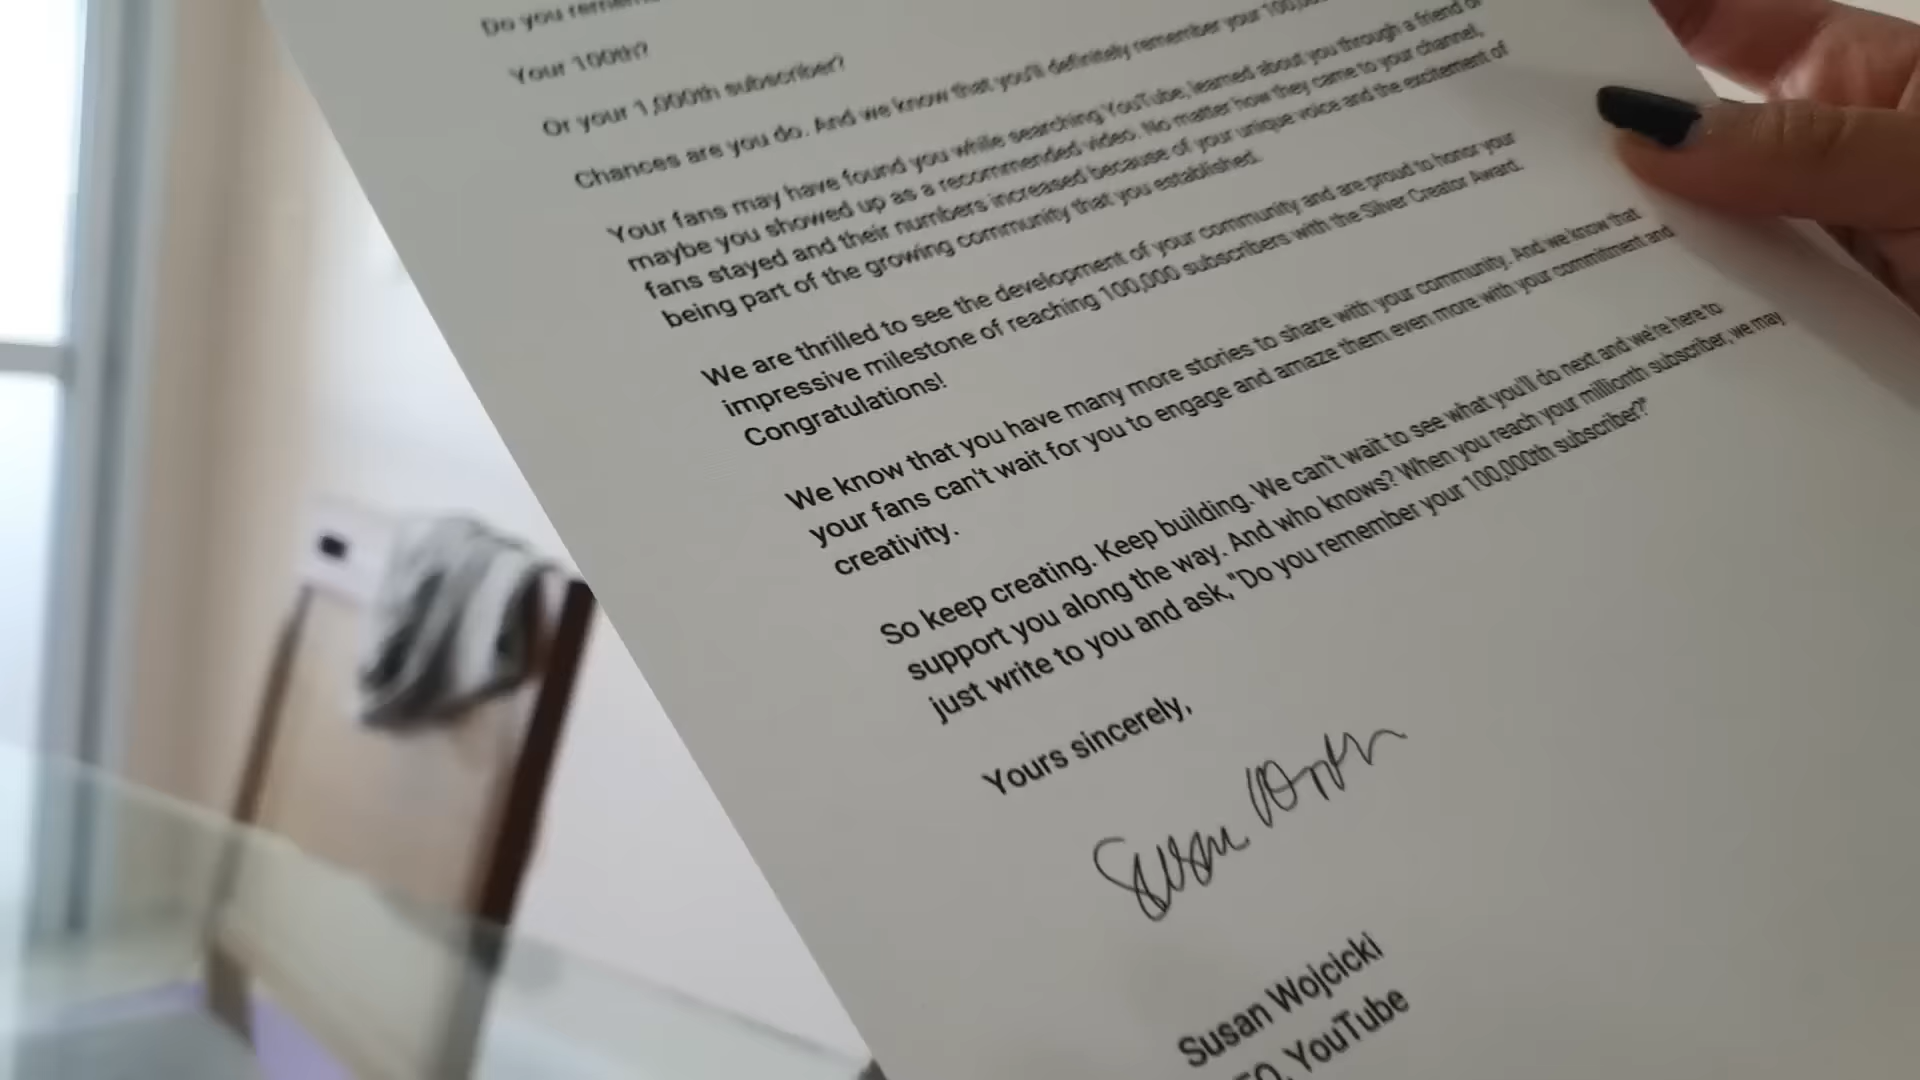 Do you
Your 100th?
Or your 1,000th subscriber?
Chances are you do. And we know that you'll definitely remember your
Your fans may have found you while searching YouTube, learned about you through a friend or
maybe you showed up as a recommended video. No matter how they came to your channel,
fans stayed and their numbers increased because of your unique voice and the excitement of
being part of the growing community that you established.
We are thrilled to see the development of your community and are proud to honor your
impressive milestone of reaching 100,000 subscribers with the Silver Creator Award.
Congratulations!
We know that you have many more stories to share with your community. And we know that
your fans can't wait for you to engage and amaze them even more with your commitment and
creativity.
So keep creating. Keep building. We can't wait to see what you'll do next and we're here to
support you along the way. And who knows? When you reach your millionth subscriber, we may
just write to you and ask, "Do you remember your 100,000th subscriber?"
Yours sincerely,
Susan
Susan Wojcicki
YouTube